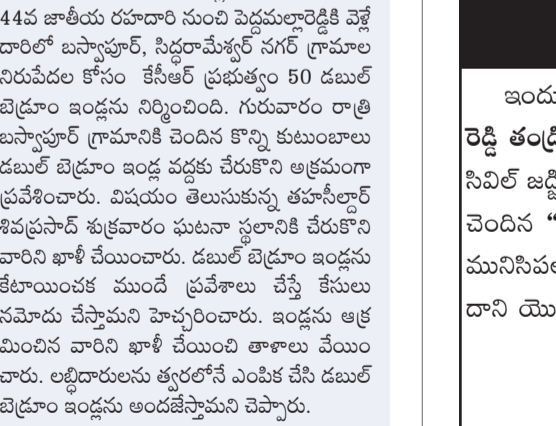 44వ జాతీయ రహదారి నుంచి పెద్దమల్లారెడ్డికి వెళ్లే
దారిలో బస్వాపూర్, సిద్ధరామేశ్వర్ నగర్ గ్రామాల
నిరుపేదల కోసం కేసీఆర్ ప్రభుత్వం 50 డబుల్
బెడ్రూం ఇండ్లను నిర్మించింది. గురువారం రాత్రి
బస్వాపూర్ గ్రామానికి చెందిన కొన్ని కుటుంబాలు
డబుల్ బెడ్రూం ఇండ్ల వద్దకు చేరుకొని అక్రమంగా
ప్రవేశించారు. విషయం తెలుసుకున్న తహసీల్దార్
శివప్రసాద్ శుక్రవారం ఘటనా స్థలానికి చేరుకొని
వారిని ఖాళీ చేయించారు. డబుల్ బెడ్రూం ఇండ్లను
కేటాయించక ముందే ప్రవేశాలు చేస్తే కేసులు
నమోదు చేస్తామని హెచ్చరించారు. ఇండ్లను ఆక్ర
మించిన వారిని ఖాళీ చేయించి తాళాలు వేయిం
చారు. లబ్ధిదారులను త్వరలోనే ఎంపిక చేసి డబుల్
బెడ్రూం ఇండ్లను అందజేస్తామని చెప్పారు.
ఇందు
రెడ్డి తండ్రి
సివిల్ జడ్జి
చెందిన “
మునిసిపల
దాని యొ